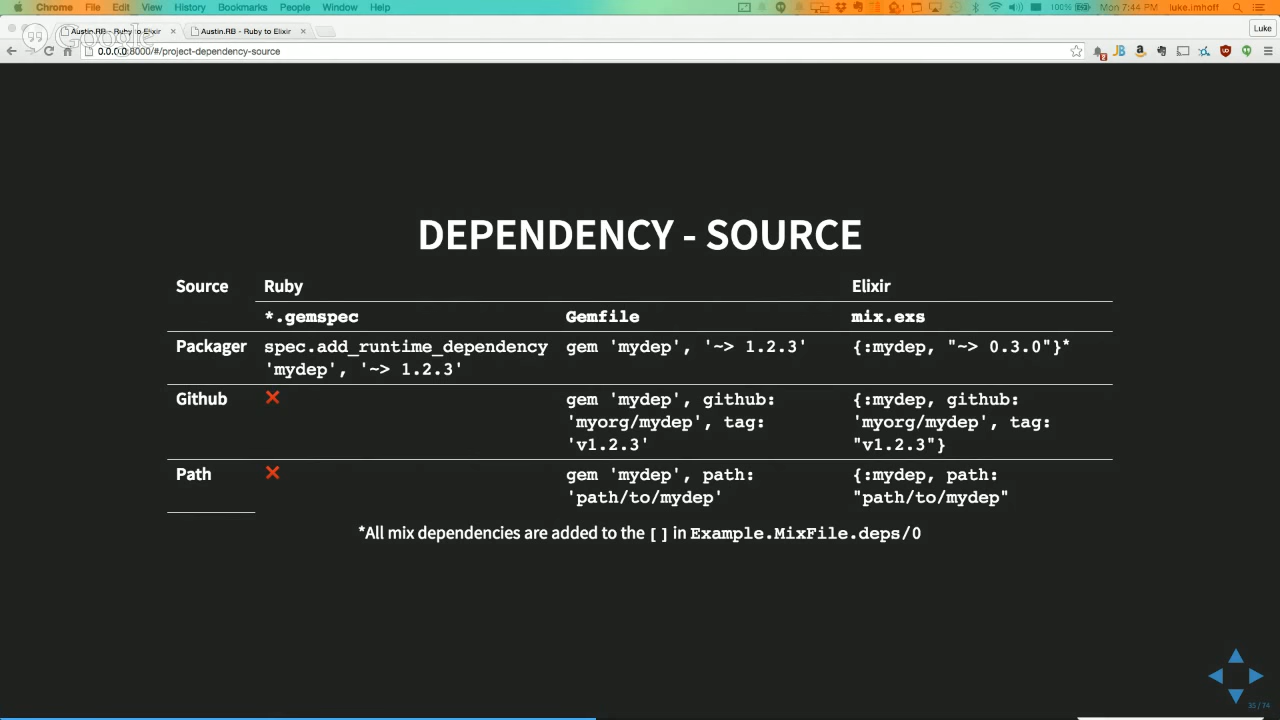 Chrome File Edit View History Bookmarks People Window Help 100% Mon 7:44 PM luke.imhoff
Austin.RB - Ruby to Elixir Austin.RB - Ruby to Elixir Luke
Google
0.0.0.0:8000/#/project-dependency-source
DEPENDENCY - SOURCE
Source Ruby Elixir
*.gemspec Gemfile mix.exs
Packager spec.add_runtime_dependency gem 'mydep', '~> 1.2.3' {:mydep, "~> 0.3.0"}*
'mydep', '~> 1.2.3'
Github ✕ gem 'mydep', github: {:mydep, github:
'myorg/mydep', tag: 'myorg/mydep', tag:
'v1.2.3' "v1.2.3"}
Path ✕ gem 'mydep', path: {:mydep, path:
'path/to/mydep' "path/to/mydep"
*All mix dependencies are added to the [] in Example.MixFile.deps/0
35 / 74